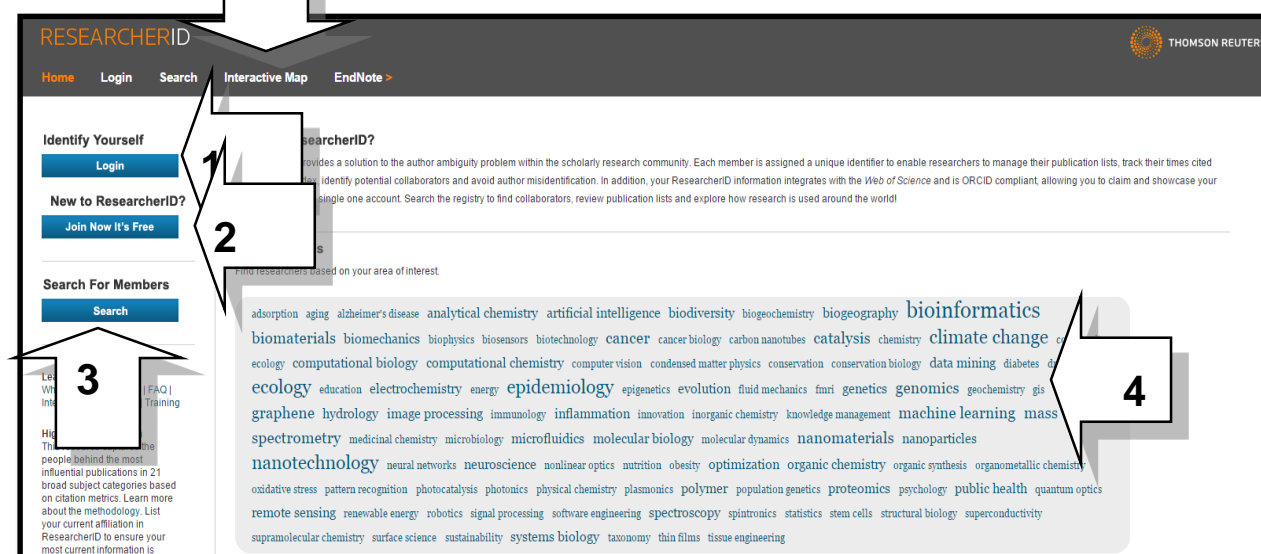 RESEARCHERID
THOMSON REUTER
Home Login Search Interactive Map EndNote >
Identify Yourself
Login
New to ResearcherID?
Join Now It's Free
Search For Members
Search
1
2
3
4
searcherID?
rovides a solution to the author ambiguity problem within the scholarly research community. Each member is assigned a unique identifier to enable researchers to manage their publication lists, track their times cited
identify potential collaborators and avoid author misidentification. In addition, your ResearcherID information integrates with the Web of Science and is ORCID compliant, allowing you to claim and showcase your
single one account. Search the registry to find collaborators, review publication lists and explore how research is used around the world!
Find researchers based on your area of interest.
adsorption aging alzheimer's disease analytical chemistry artificial intelligence biodiversity biogeochemistry biogeography bioinformatics
biomaterials biomechanics biophysics biosensors biotechnology cancer cancer biology carbon nanotubes catalysis chemistry climate change
ecology computational biology computational chemistry computer vision condensed matter physics conservation conservation biology data mining diabetes
ecology education electrochemistry energy epidemiology epigenetics evolution fluid mechanics fmri genetics genomics geochemistry gis
graphene hydrology image processing immunology inflammation innovation inorganic chemistry knowledge management machine learning mass
spectrometry medicinal chemistry microbiology microfluidics molecular biology molecular dynamics nanomaterials nanoparticles
nanotechnology neural networks neuroscience nonlinear optics nutrition obesity optimization organic chemistry organic synthesis organometallic chemistry
oxidative stress pattern recognition photocatalysis photonics physical chemistry plasmonics polymer population genetics proteomics psychology public health quantum optics
remote sensing renewable energy robotics signal processing software engineering spectroscopy spintronics statistics stem cells structural biology superconductivity
supramolecular chemistry surface science sustainability systems biology taxonomy thin films tissue engineering
| FAQ |
Training
the
people behind the most
influential publications in 21
broad subject categories based
on citation metrics. Learn more
about the methodology. List
your current affiliation in
ResearcherID to ensure your
most current information is